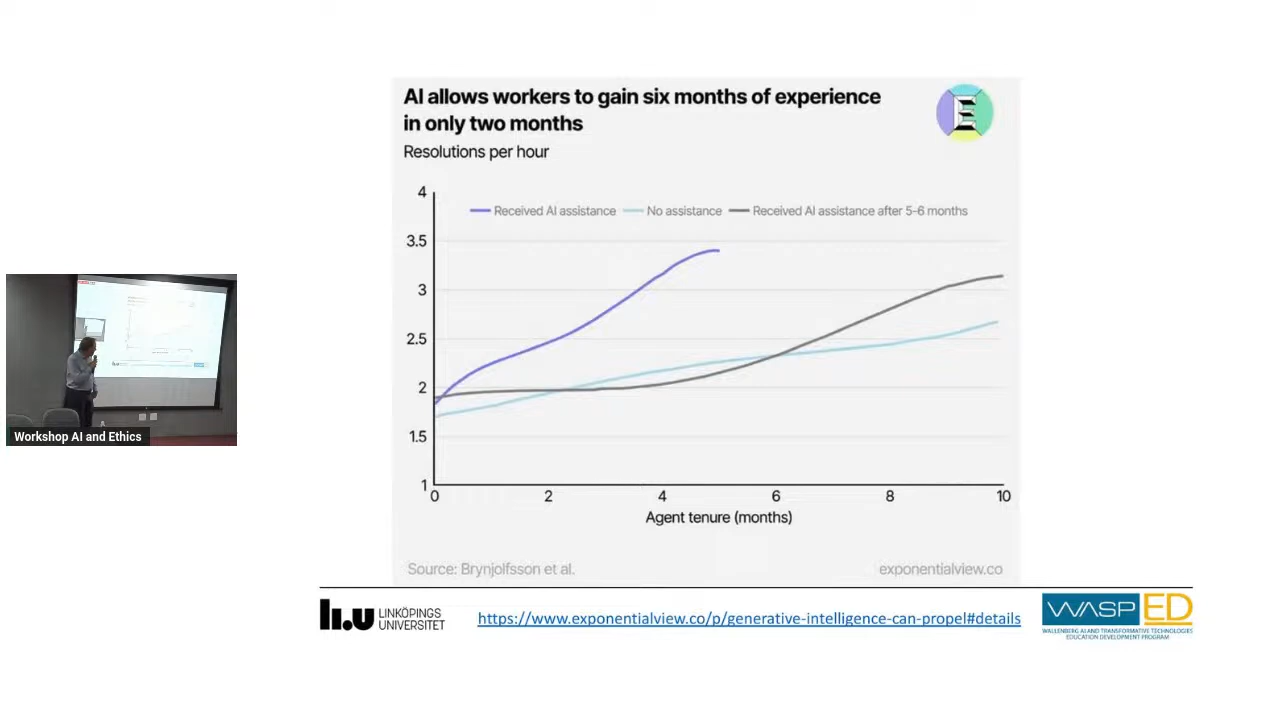 AI allows workers to gain six months of experience
in only two months
Resolutions per hour
E
4
Received AI assistance No assistance Received AI assistance after 5-6 months
3.5
3
2.5
2
1.5
1
0 2 4 6 8 10
Agent tenure (months)
Source: Brynjolfsson et al. exponentialview.co
Workshop AI and Ethics
li.u LINKÖPINGS
UNIVERSITET
https://www.exponentialview.co/p/generative-intelligence-can-propel#details
WASP ED
WALLENBERG AI AND TRANSFORMATIVE TECHNOLOGIES
EDUCATION DEVELOPMENT PROGRAM